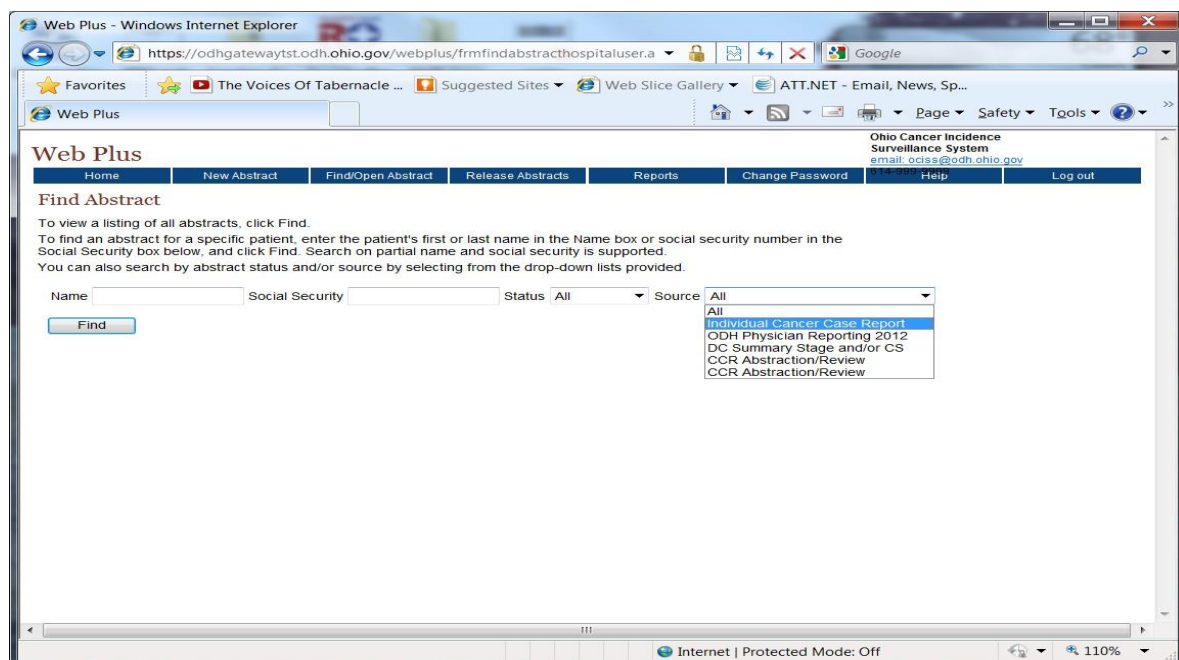 Web Plus - Windows Internet Explorer
https://odhgatewaytst.odh.ohio.gov/webplus/frmfindabstracthospitaluser.a
Google
Favorites
The Voices Of Tabernacle ...
Suggested Sites
Web Slice Gallery
ATT.NET - Email, News, Sp...
Web Plus
Page
Safety
Tools
Web Plus
Ohio Cancer Incidence
Surveillance System
email: ociss@odh.ohio.gov
Home New Abstract Find/Open Abstract Release Abstracts Reports Change Password Help Log out
Find Abstract
To view a listing of all abstracts, click Find.
To find an abstract for a specific patient, enter the patient's first or last name in the Name box or social security number in the
Social Security box below, and click Find. Search on partial name and social security is supported.
You can also search by abstract status and/or source by selecting from the drop-down lists provided.
Name Social Security Status All Source All
Find
All
Individual Cancer Case Report
ODH Physician Reporting 2012
DC Summary Stage and/or CS
CCR Abstraction/Review
CCR Abstraction/Review
Internet | Protected Mode: Off
110%